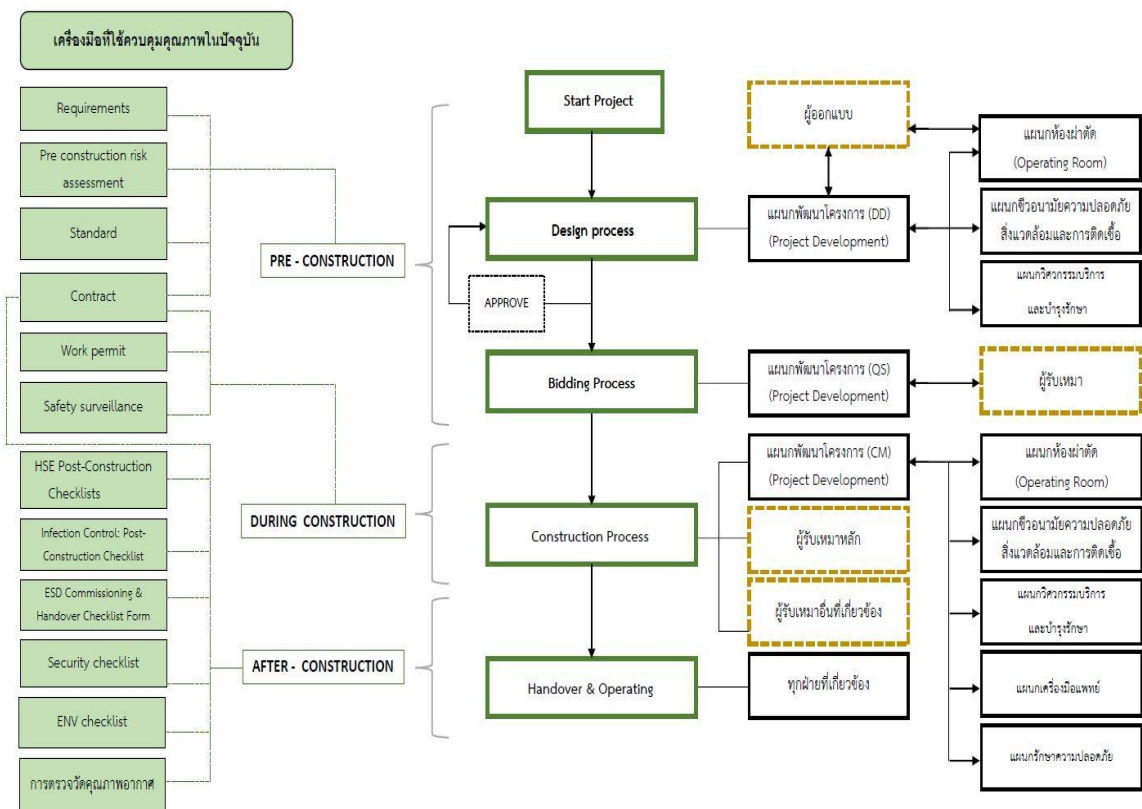 เครื่องมือที่ใช้ควบคุมคุณภาพในปัจจุบัน
Requirements
Pre construction risk
assessment
Standard
Contract
Work permit
Safety surveillance
HSE Post-Construction
Checklists
Infection Control: Post-
Construction Checklist
ESD Commissioning &
Handover Checklist Form
Security checklist
ENV checklist
การตรวจวัดคุณภาพอากาศ
PRE - CONSTRUCTION
DURING CONSTRUCTION
AFTER - CONSTRUCTION
Start Project
Design process
APPROVE
Bidding Process
Construction Process
Handover & Operating
ผู้ออกแบบ
แผนกพัฒนาโครงการ (DD)
(Project Development)
แผนกพัฒนาโครงการ (QS)
(Project Development)
แผนกพัฒนาโครงการ (CM)
(Project Development)
ผู้รับเหมาหลัก
ผู้รับเหมาอื่นที่เกี่ยวข้อง
ทุกฝ่ายที่เกี่ยวข้อง
แผนกห้องผ่าตัด
(Operating Room)
แผนกชีวอนามัยความปลอดภัย
สิ่งแวดล้อมและการติดเชื้อ
แผนกวิศวกรรมบริการ
และบำรุงรักษา
ผู้รับเหมา
แผนกห้องผ่าตัด
(Operating Room)
แผนกชีวอนามัยความปลอดภัย
สิ่งแวดล้อมและการติดเชื้อ
แผนกวิศวกรรมบริการ
และบำรุงรักษา
แผนกเครื่องมือแพทย์
แผนกรักษาความปลอดภัย